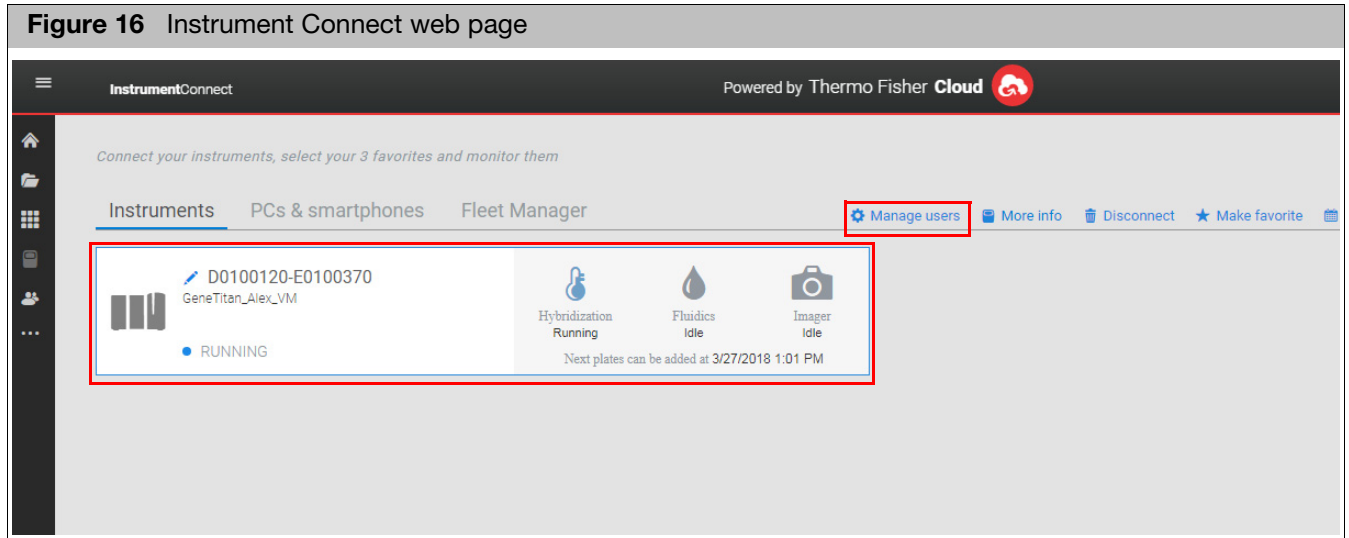 Figure 16 Instrument Connect web page
InstrumentConnect
Powered by Thermo Fisher Cloud
Connect your instruments, select your 3 favorites and monitor them
Instruments PCs & smartphones Fleet Manager
Manage users More info Disconnect Make favorite
D0100120-E0100370
GeneTitan_Alex_VM
RUNNING
Hybridization Fluidics Imager
Running Idle Idle
Next plates can be added at 3/27/2018 1:01 PM